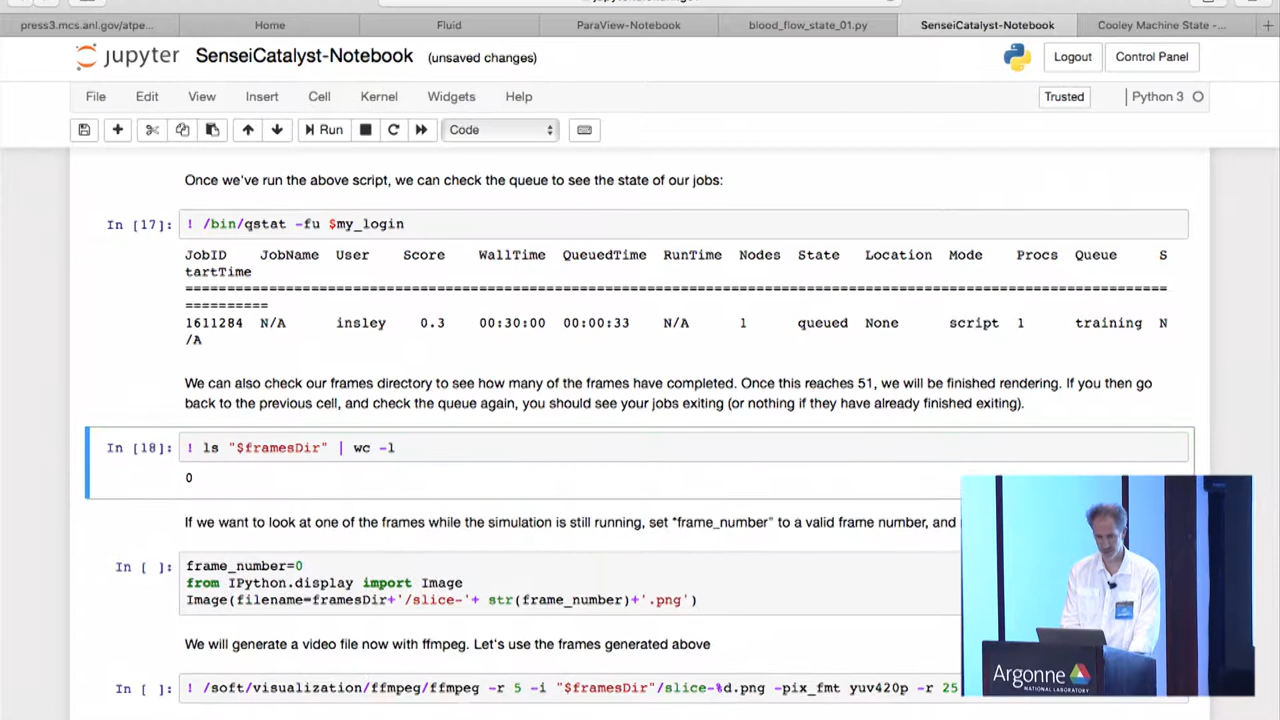 press3.mcs.anl.gov/atpe... Home Fluid ParaView-Notebook blood_flow_state_01.py SenseiCatalyst-Notebook Cooley Machine State -...
jupyter SenseiCatalyst-Notebook (unsaved changes) Logout Control Panel
File Edit View Insert Cell Kernel Widgets Help Trusted Python 3
Run Code
Once we've run the above script, we can check the queue to see the state of our jobs:
In [17]: ! /bin/qstat -fu $my_login
JobID JobName User Score WallTime QueuedTime RunTime Nodes State Location Mode Procs Queue S
tartTime
===================================================================================================================
==========
1611284 N/A insley 0.3 00:30:00 00:00:33 N/A 1 queued None script 1 training N
/A
We can also check our frames directory to see how many of the frames have completed. Once this reaches 51, we will be finished rendering. If you then go
back to the previous cell, and check the queue again, you should see your jobs exiting (or nothing if they have already finished exiting).
In [18]: ! ls "$framesDir" | wc -l
0
If we want to look at one of the frames while the simulation is still running, set *frame_number" to a valid frame number, and
In [ ]: frame_number=0
from IPython.display import Image
Image(filename=framesDir+'/slice-'+ str(frame_number)+'.png')
We will generate a video file now with ffmpeg. Let's use the frames generated above
In [ ]: ! /soft/visualization/ffmpeg/ffmpeg -r 5 -i "$framesDir"/slice-%d.png -pix_fmt yuv420p -r 25
Argonne
NATIONAL LABORATORY